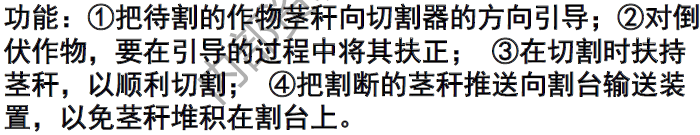 功能：①把待割的作物茎秆向切割器的方向引导；②对倒
伏作物，要在引导的过程中将其扶正； ③在切割时扶持
茎秆，以顺利切割； ④把割断的茎秆推送向割台输送装
置，以免茎秆堆积在割台上。